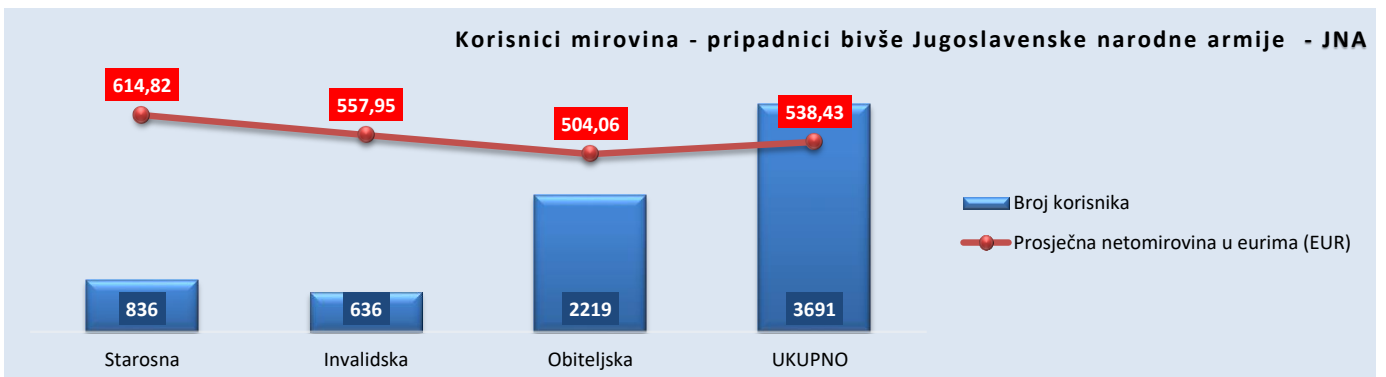 Korisnici mirovina - pripadnici bivše Jugoslavenske narodne armije - JNA
614,82
557,95
504,06
538,43
Broj korisnika
Prosječna netomirovina u eurima (EUR)
836
636
2219
3691
Starosna
Invalidska
Obiteljska
UKUPNO